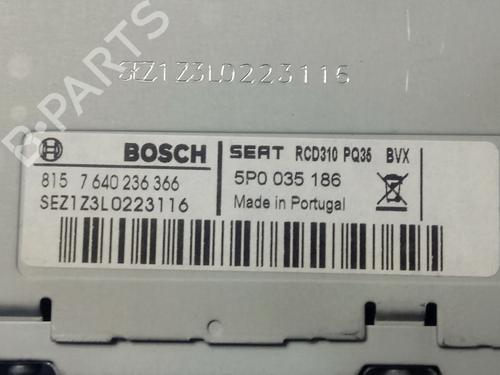 SEZ1Z3L0223116
B-PARTS
BOSCH
SEAT RCD310 PQ35 BVX
815 7 640 236 366
5P0 035 186
SEZ1Z3L0223116
Made in Portugal